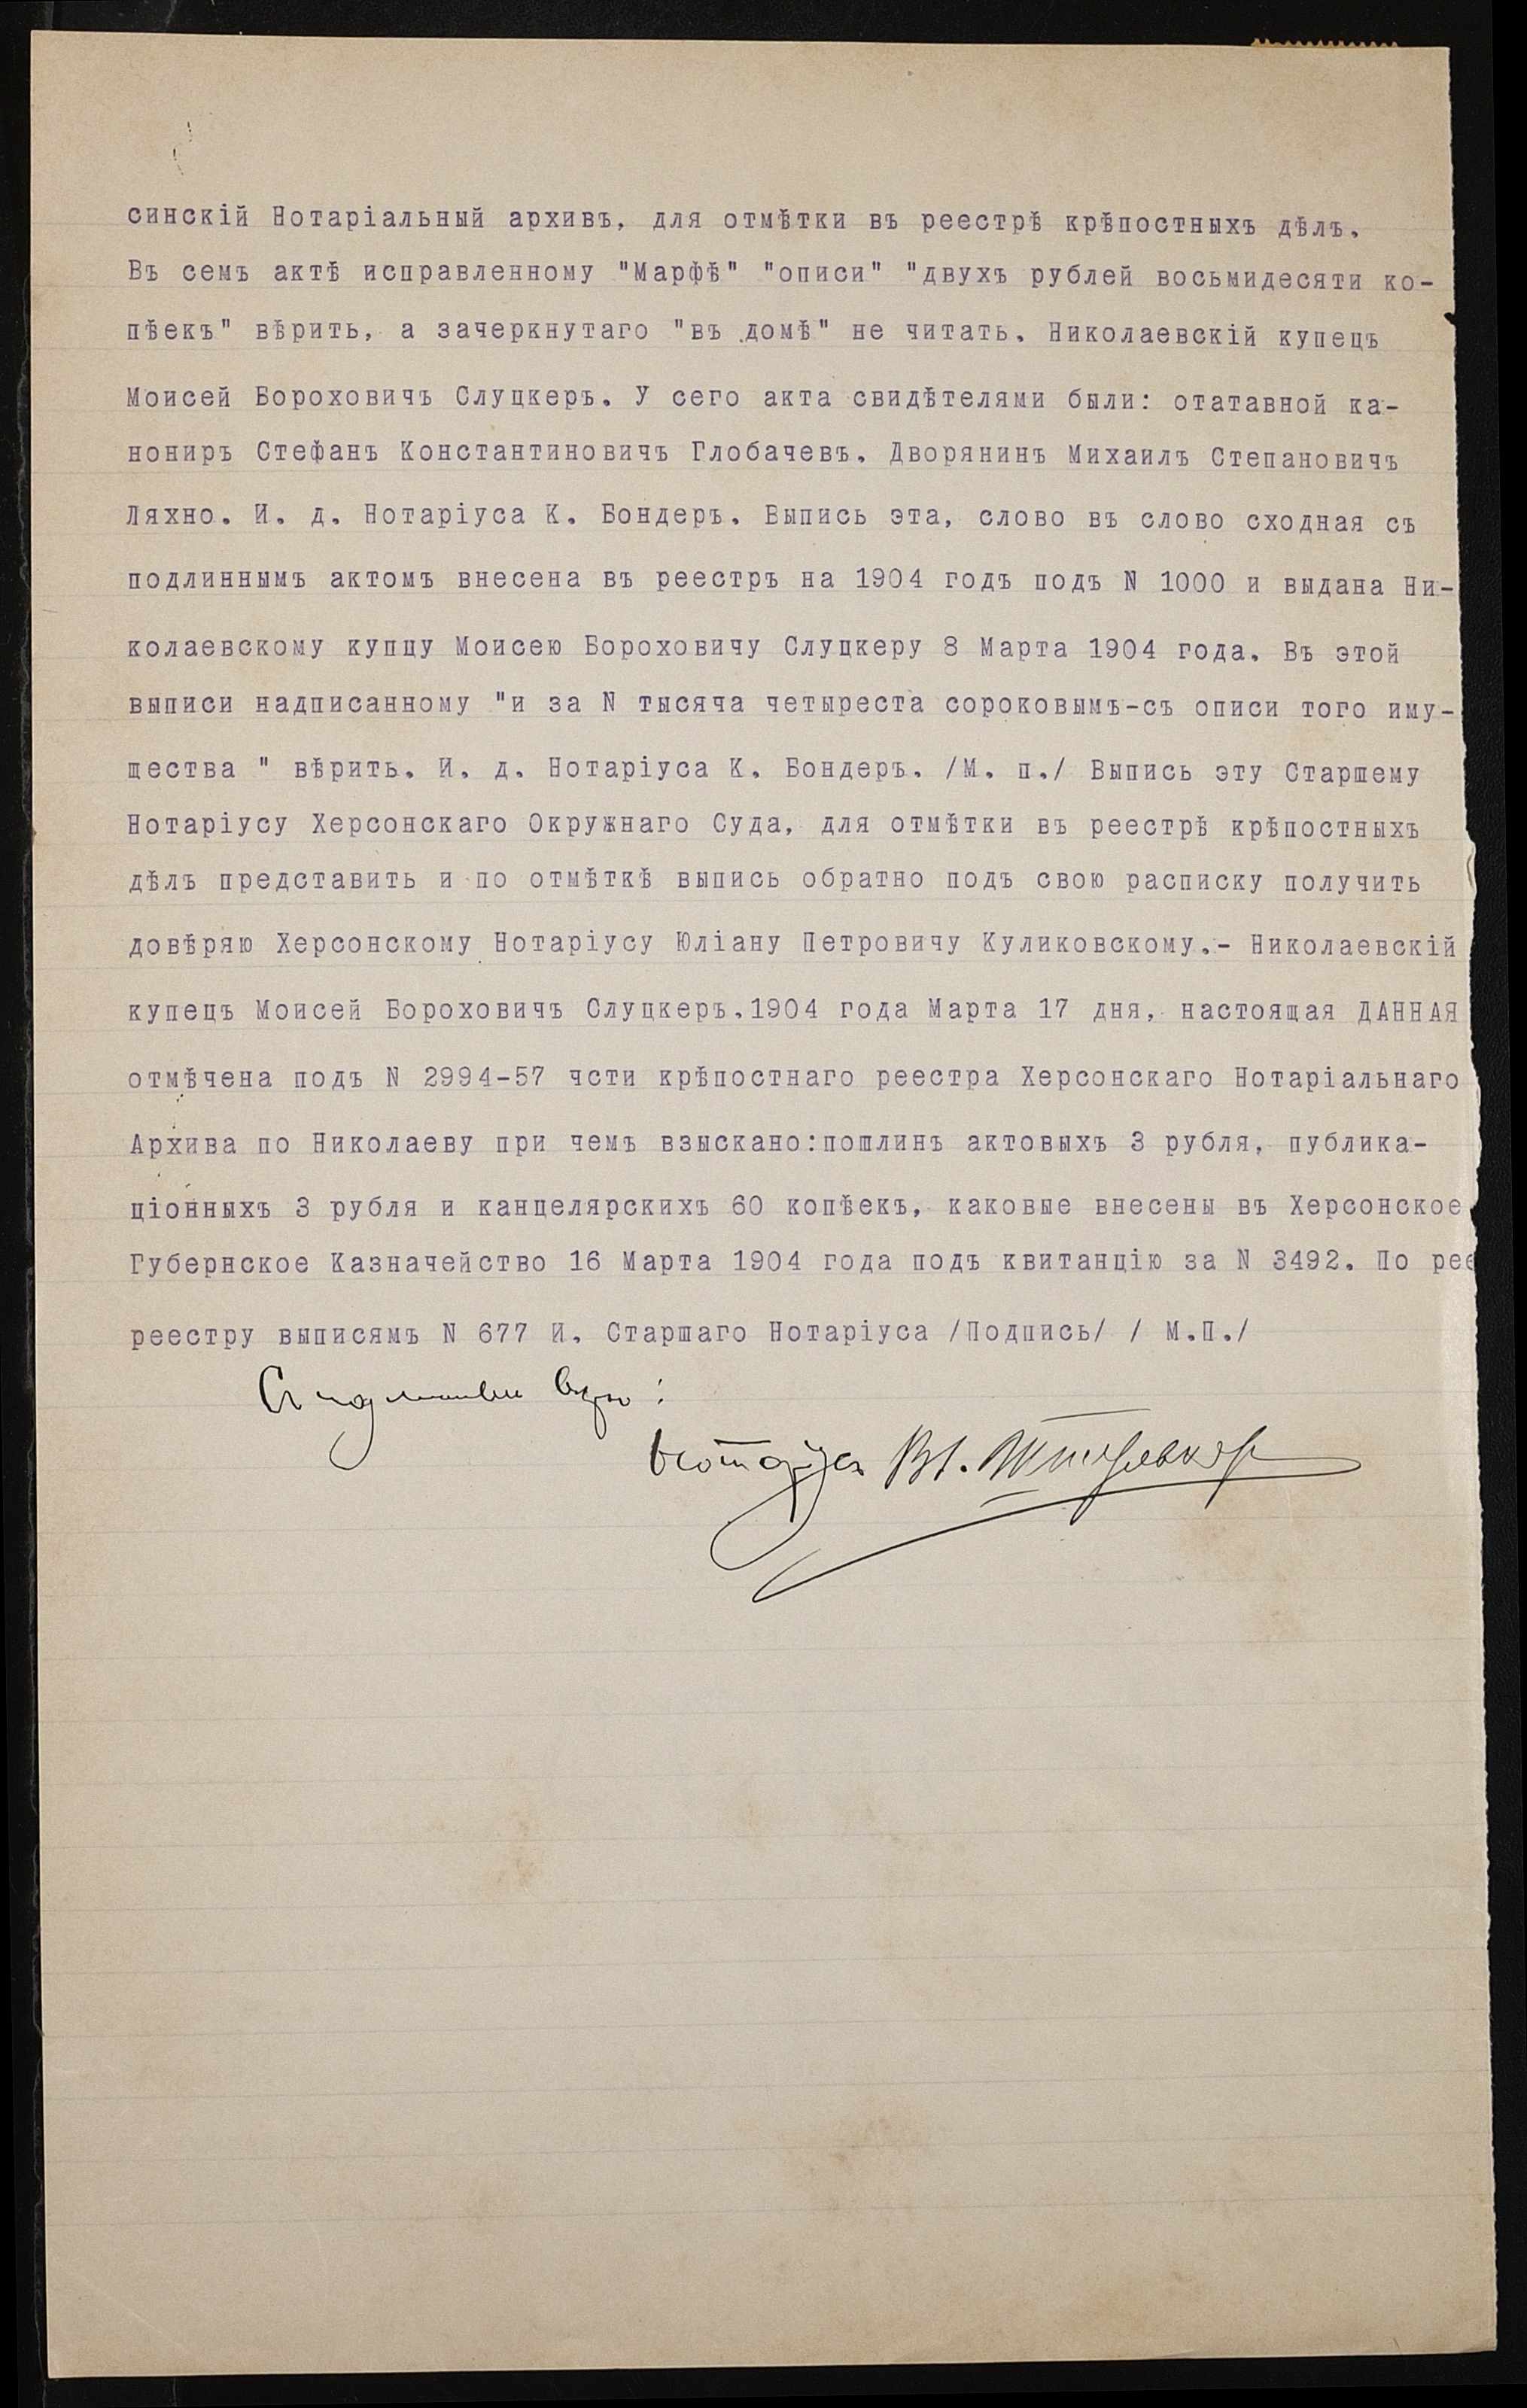 синскій Нотаріальный архивъ, для отмѣтки въ реестрѣ крѣпостныхъ дѣлъ.
Въ семъ актѣ исправленному "Марфѣ" "описи" "двухъ рублей восьмидесяти ко-
пѣекъ" вѣрить, а зачеркнутаго "въ домѣ" не читать. Николаевскій купецъ
Моисей Бороховичъ Слуцкеръ. У сего акта свидѣтелями были: отатавной ка-
нониръ Стефанъ Константиновичъ Глобачевъ. Дворянинъ Михаилъ Степановичъ
Ляхно. И. д. Нотаріуса К. Бондеръ. Выпись эта, слово въ слово сходная съ
подлиннымъ актомъ внесена въ реестръ на 1904 годъ подъ N 1000 и выдана Ни-
колаевскому купцу Моисею Бороховичу Слуцкеру 8 Марта 1904 года. Въ этой
выписи надписанному "и за N тысяча четыреста сороковымъ-съ описи того иму-
щества " вѣрить. И. д. Нотаріуса К. Бондеръ. /М. п./ Выпись эту Старшему
Нотаріусу Херсонскаго Окружнаго Суда, для отмѣтки въ реестрѣ крѣпостныхъ
дѣлъ представить и по отмѣткѣ выпись обратно подъ свою расписку получить
довѣряю Херсонскому Нотаріусу Юліану Петровичу Куликовскому.- Николаевскій
купецъ Моисей Бороховичъ Слуцкеръ.1904 года Марта 17 дня, настоящая ДАННАЯ
отмѣчена подъ N 2994-57 чсти крѣпостнаго реестра Херсонскаго Нотаріальнаго
Архива по Николаеву при чемъ взыскано:пошлинъ актовыхъ 3 рубля, публика-
ціонныхъ 3 рубля и канцелярскихъ 60 копѣекъ, каковые внесены въ Херсонское
Губернское Казначейство 16 Марта 1904 года подъ квитанцію за N 3492. По рее
реестру выписямъ N 677 И. Старшаго Нотаріуса /Подпись/ / М.П./
Нотаріусъ Вл.